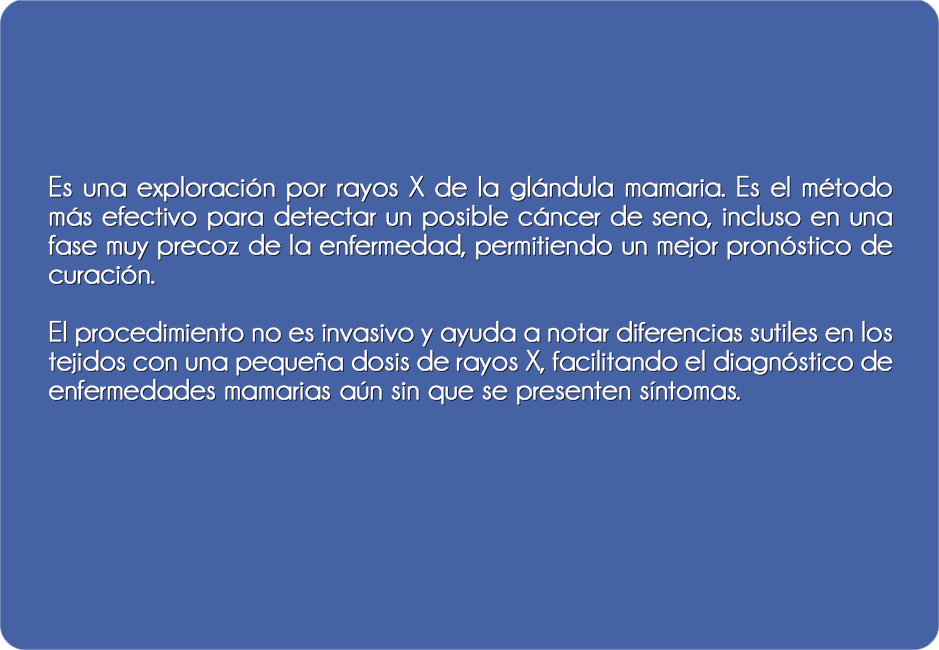 Es una exploración por rayos X de la glándula mamaria. Es el método
más efectivo para detectar un posible cáncer de seno, incluso en una
fase muy precoz de la enfermedad, permitiendo un mejor pronóstico de
curación.
El procedimiento no es invasivo y ayuda a notar diferencias sutiles en los
tejidos con una pequeña dosis de rayos X, facilitando el diagnóstico de
enfermedades mamarias aún sin que se presenten síntomas.